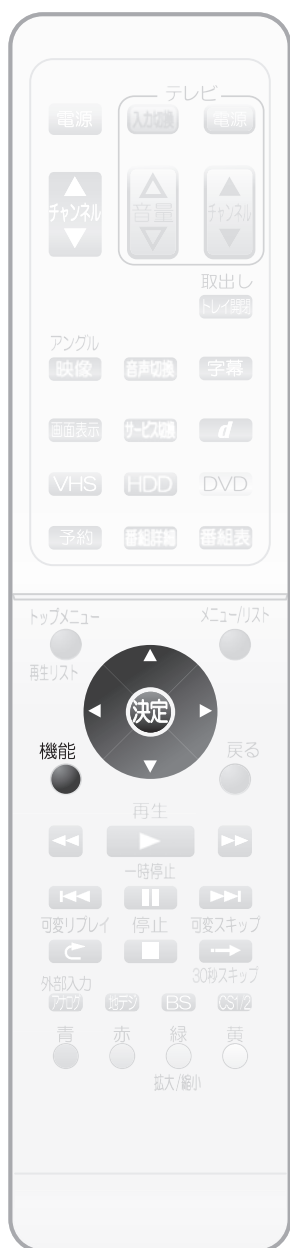 テレビ
電源 入力切換 電源
チャンネル 音量 チャンネル
取出し
トレイ開閉
アングル
映像 音声切換 字幕
画面表示 サービス切換 d
VHS HDD DVD
予約 番組詳細 番組表
トップメニュー メニュー/リスト
再生リスト
決定
機能 戻る
再生
一時停止
可変リプレイ 停止 可変スキップ
外部入力 30秒スキップ
アナログ 地デジ BS CS1/2
青 赤 緑 黄
拡大/縮小